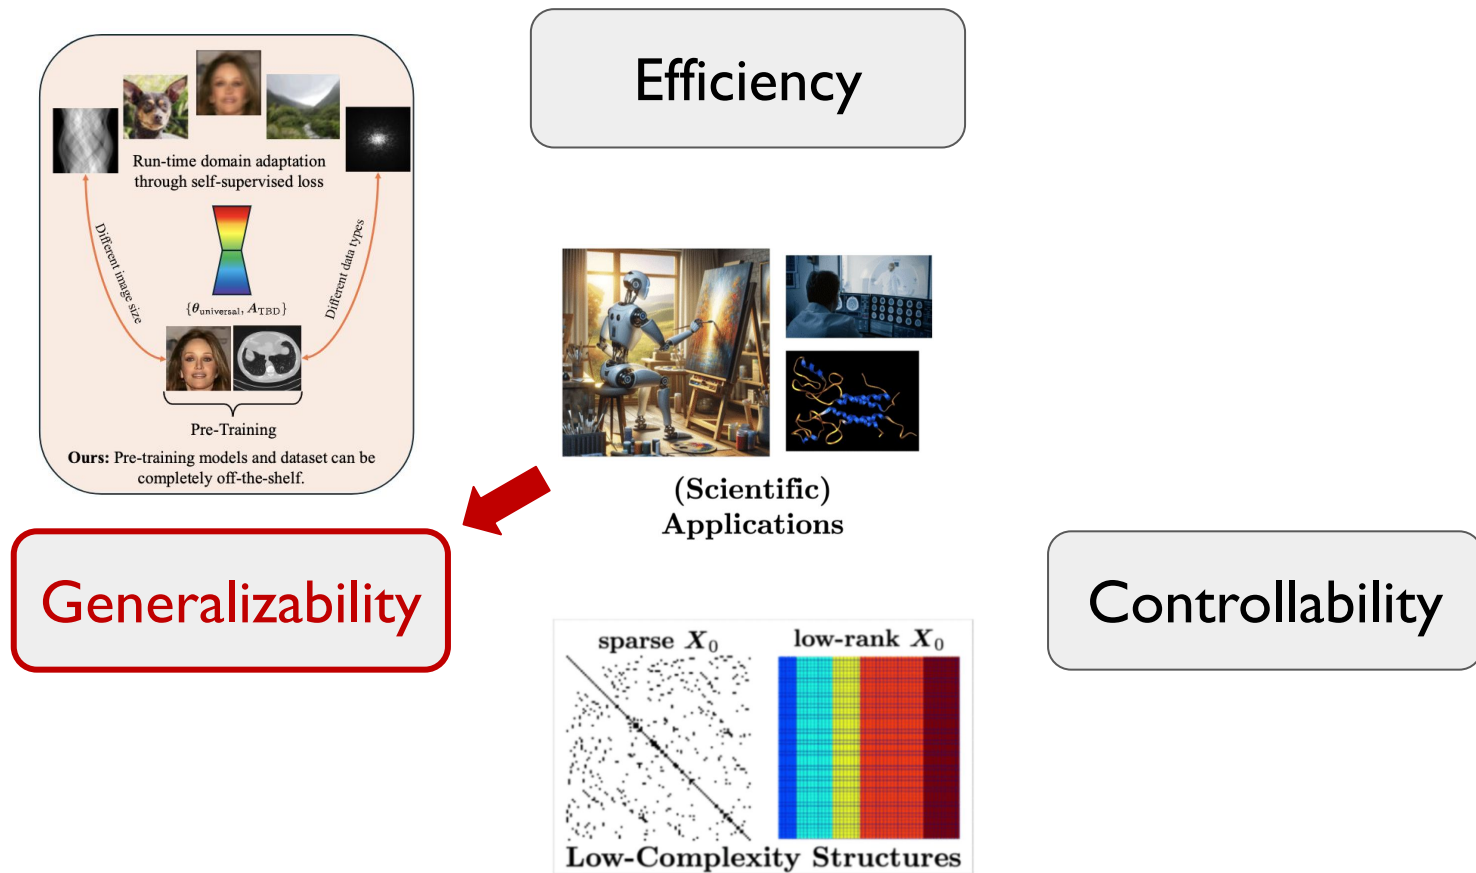 Efficiency
Run-time domain adaptation
through self-supervised loss
Different image size
Different data types
{θuniversal, ATBD}
Pre-Training
Ours: Pre-training models and dataset can be
completely off-the-shelf.
(Scientific)
Applications
Generalizability
Controllability
sparse X0
low-rank X0
Low-Complexity Structures